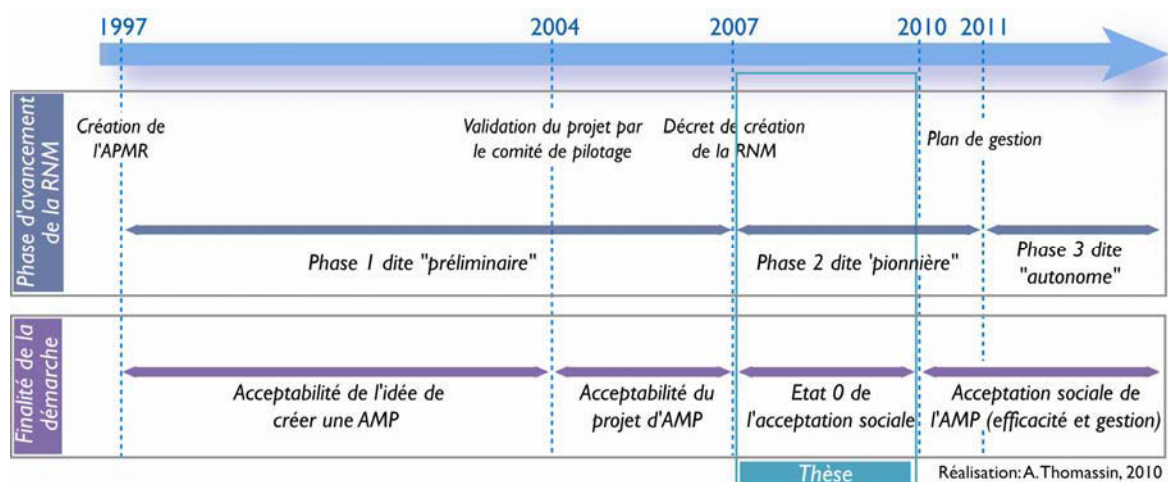 1997
2004
2007
2010
2011
Phase d'avancement
de la RNM
Création de
l'APMR
Validation du projet par
le comité de pilotage
Décret de création
de la RNM
Plan de gestion
Phase 1 dite "préliminaire"
Phase 2 dite 'pionnière"
Phase 3 dite
"autonome"
Finalité de la
démarche
Acceptabilité de l'idée de
créer une AMP
Acceptabilité du
projet d'AMP
Etat 0 de
l'acceptation sociale
Acceptation sociale de
l'AMP (efficacité et gestion)
Thèse
Réalisation: A. Thomassin, 2010